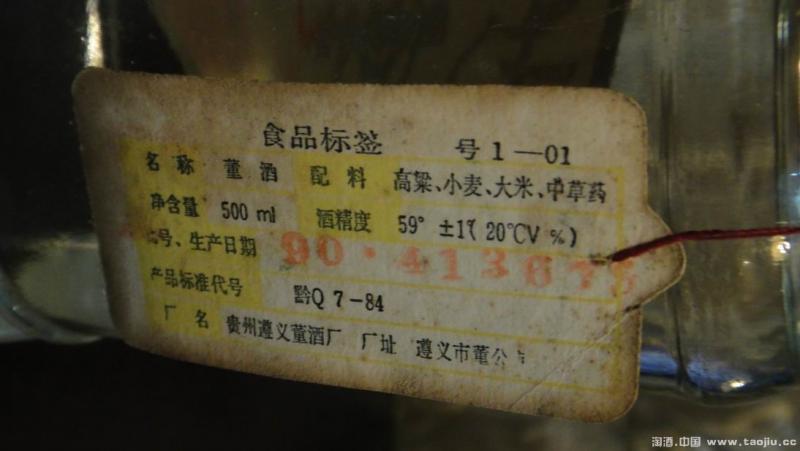 食品标签 号1—01
名称 董酒 配料 高粱、小麦、大米、中草药
净含量 500ml 酒精度 59° ±1°(20℃V%)
号、生产日期 90·413675
产品标准代号 黔Q7-84
厂名 贵州遵义董酒厂 厂址 遵义市董公
淘酒.中国 www.taojiu.cc